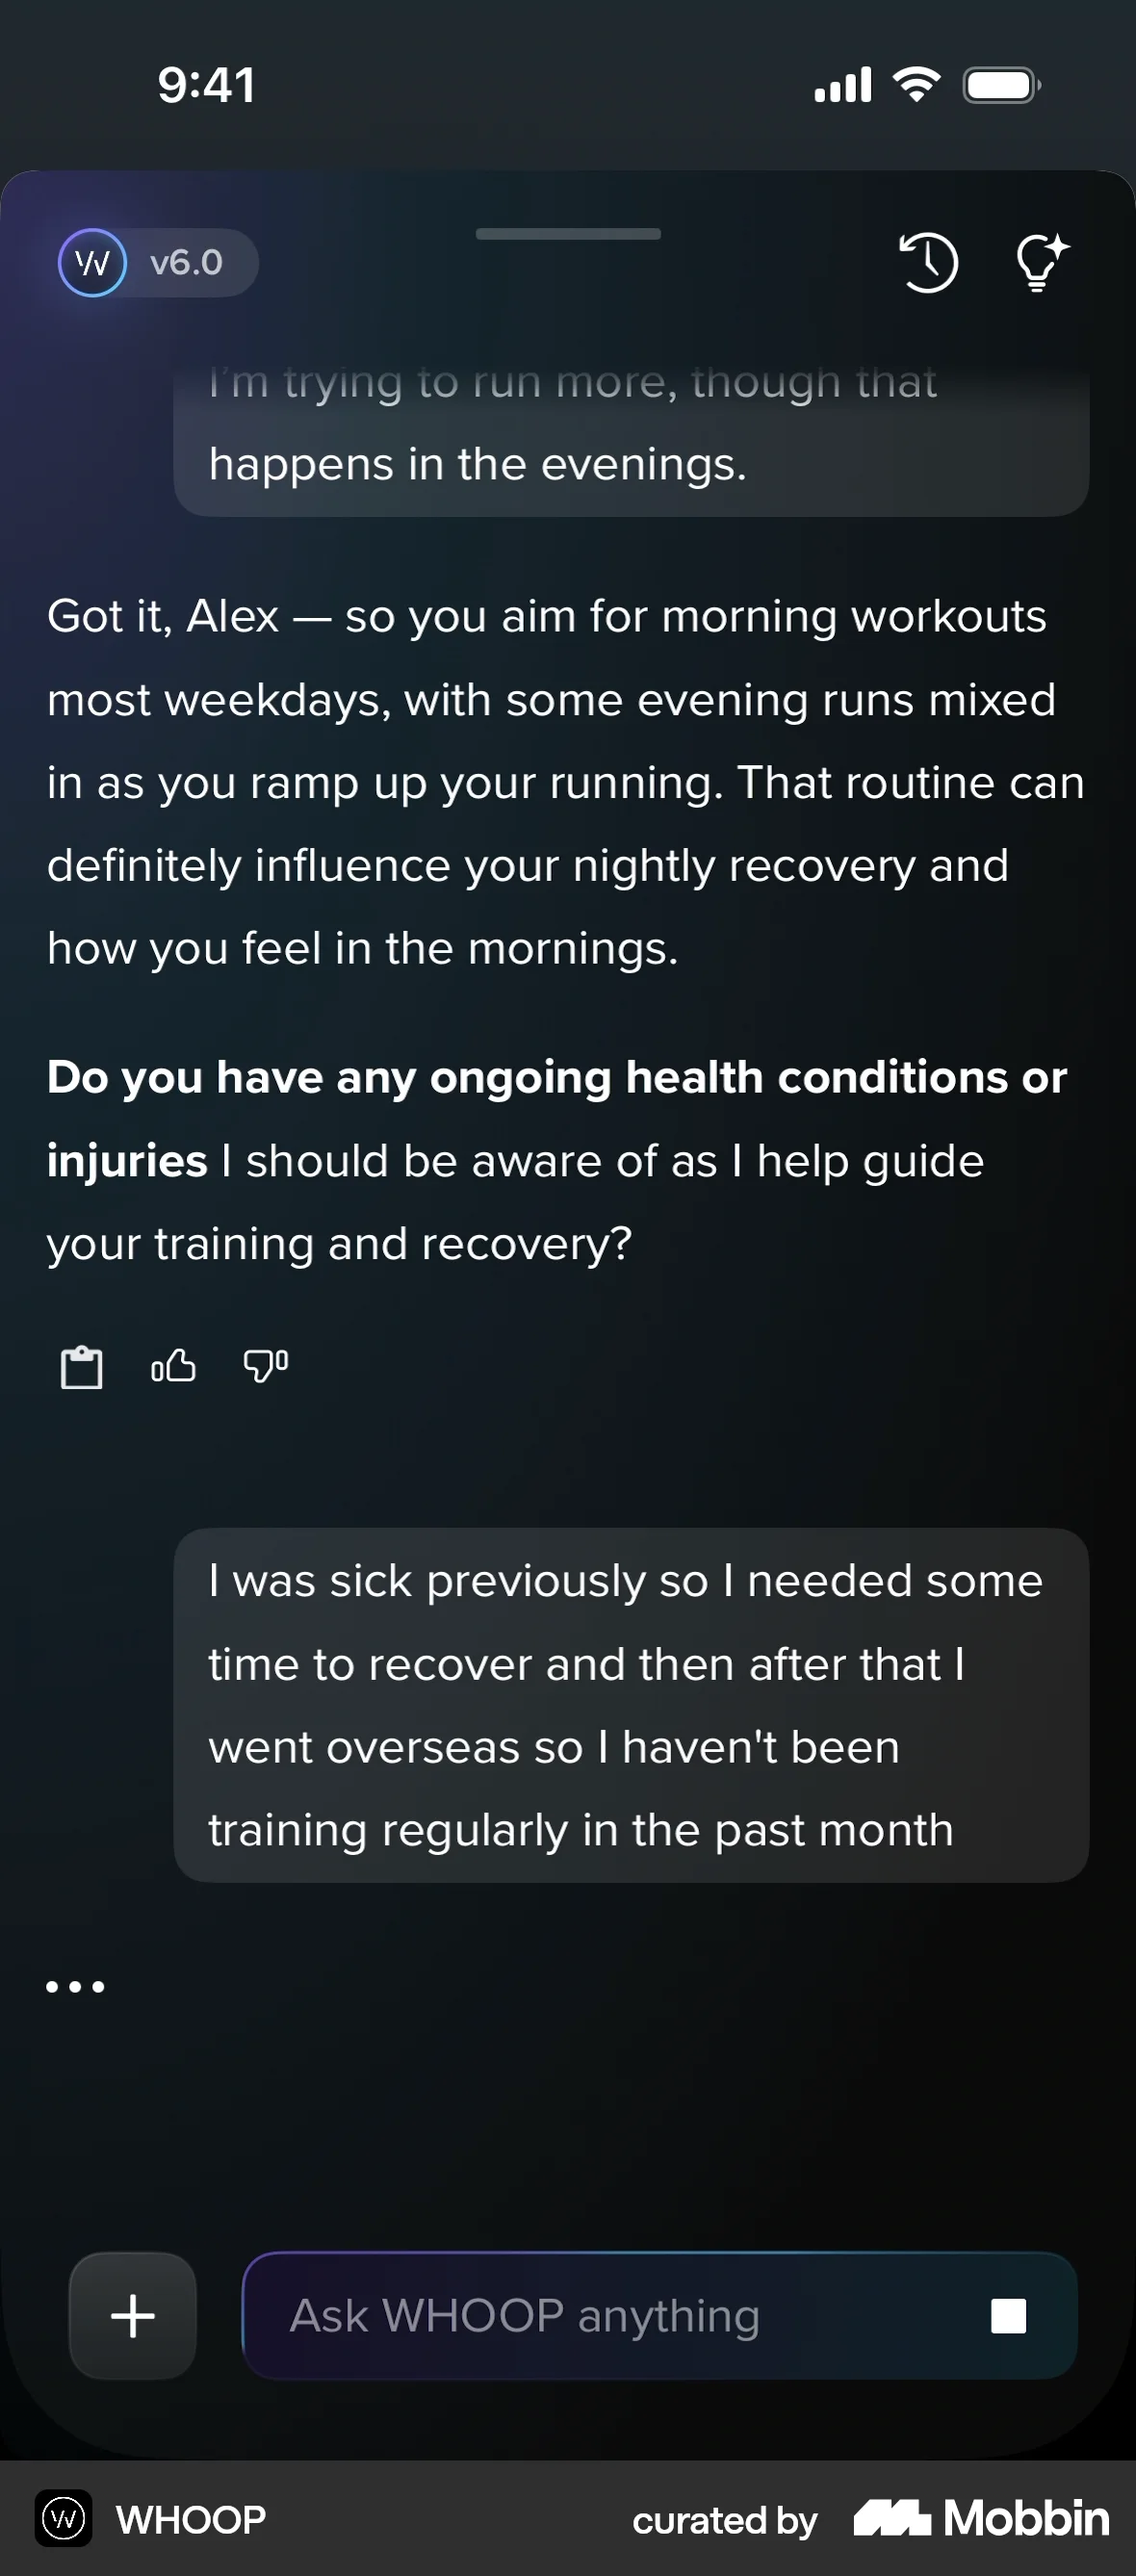 9:41
v6.0
I'm trying to run more, though that
happens in the evenings.
Got it, Alex — so you aim for morning workouts
most weekdays, with some evening runs mixed
in as you ramp up your running. That routine can
definitely influence your nightly recovery and
how you feel in the mornings.
Do you have any ongoing health conditions or
injuries I should be aware of as I help guide
your training and recovery?
I was sick previously so I needed some
time to recover and then after that I
went overseas so I haven't been
training regularly in the past month
Ask WHOOP anything
WHOOP
curated by Mobbin